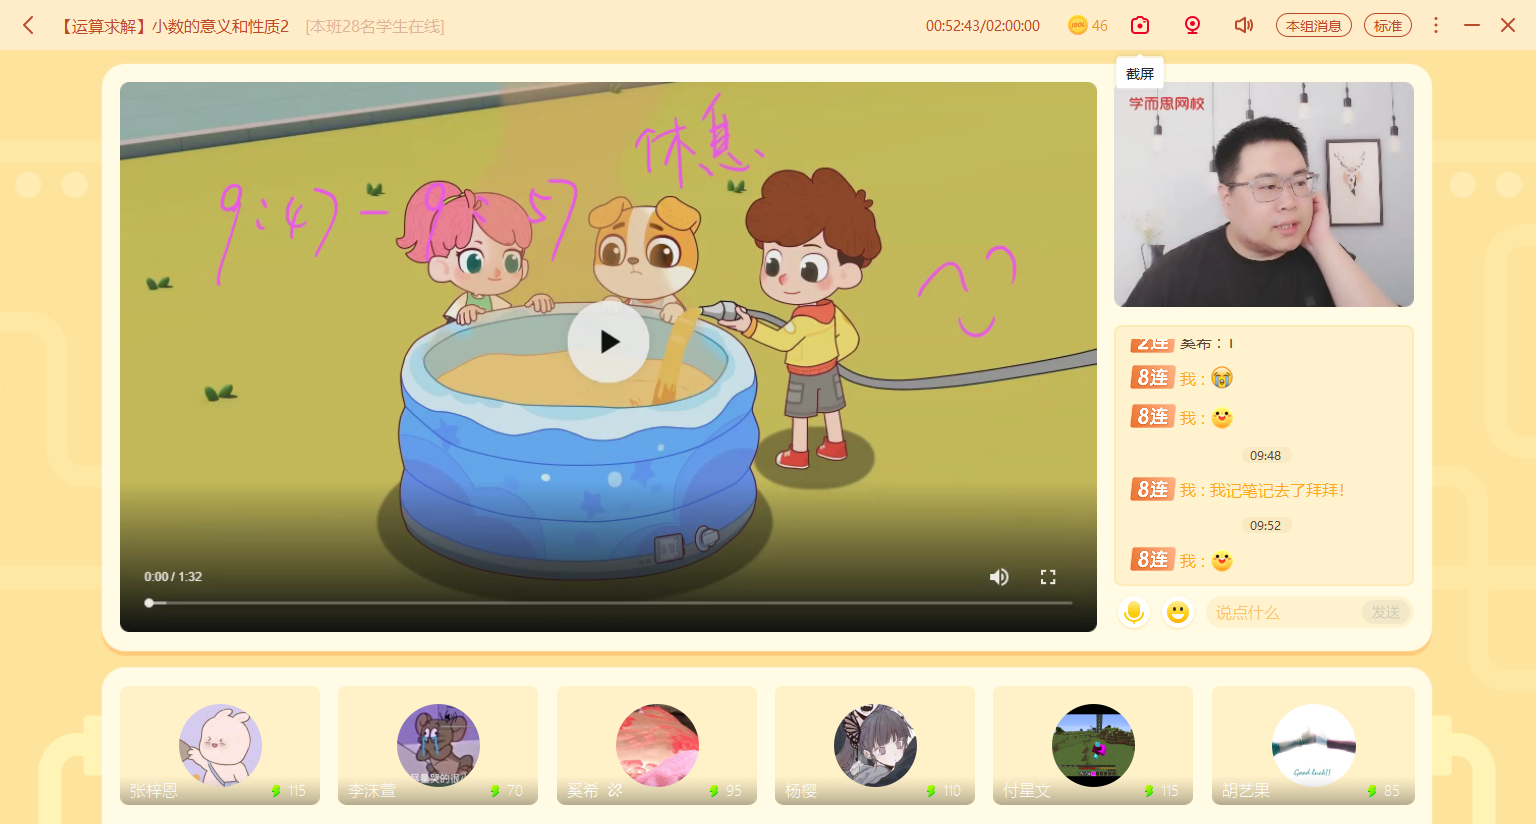 【运算求解】小数的意义和性质2 [本班28名学生在线]
00:52:43/02:00:00
100% 46
本组消息
标准
截屏
休息
9:47 - 9:57
学而思网校
2连 奚希：1
8连 我：
8连 我：
09:48
8连 我：我记笔记去了拜拜！
09:52
8连 我：
0:00 / 1:32
说点什么
发送
张梓恩 115
李沫萱 70
奚希 95
杨樱 110
付星文 115
胡艺果 85
Good luck!!